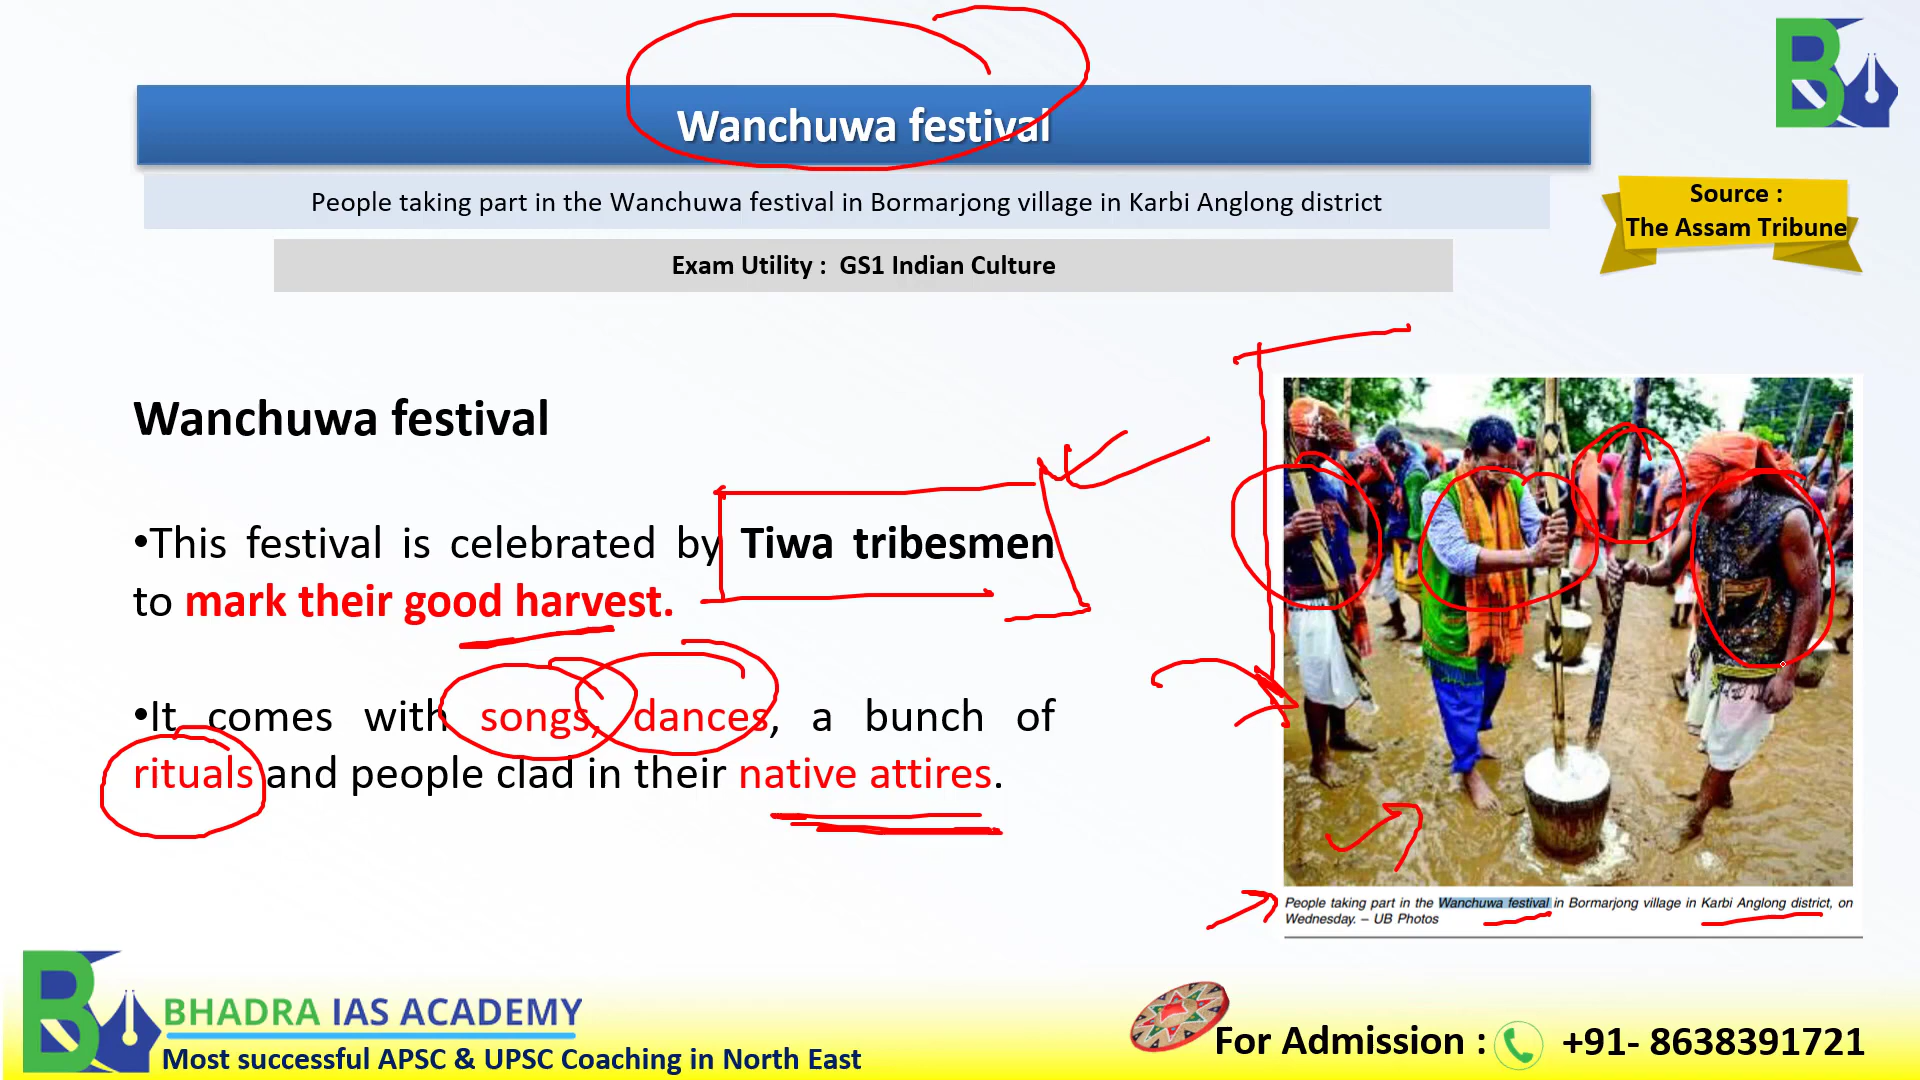 Wanchuwa festival
People taking part in the Wanchuwa festival in Bormarjong village in Karbi Anglong district
Source :
The Assam Tribune
Exam Utility : GS1 Indian Culture
Wanchuwa festival
•This festival is celebrated by Tiwa tribesmen
to mark their good harvest.
•It comes with songs, dances, a bunch of
rituals and people clad in their native attires.
People taking part in the Wanchuwa festival in Bormarjong village in Karbi Anglong district, on
Wednesday. – UB Photos
BHADRA IAS ACADEMY
Most successful APSC & UPSC Coaching in North East
For Admission : +91- 8638391721